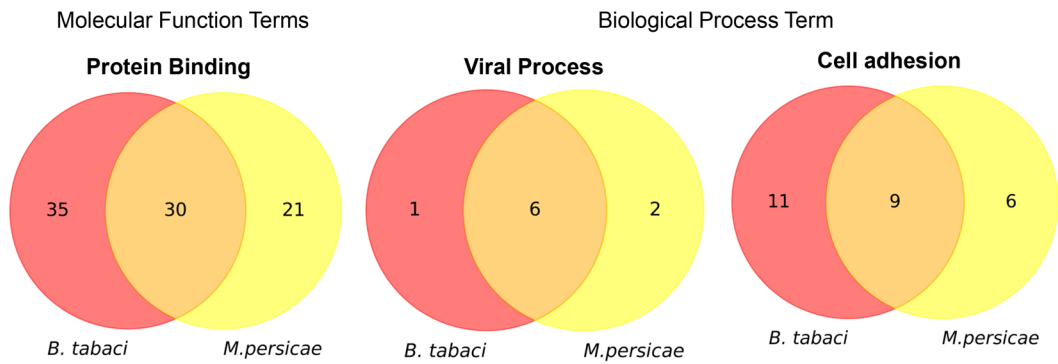 Molecular Function Terms
Biological Process Term
Protein Binding
Viral Process
Cell adhesion
35 30 21
1 6 2
11 9 6
B. tabaci M.persicae
B. tabaci M.persicae
B. tabaci M.persicae